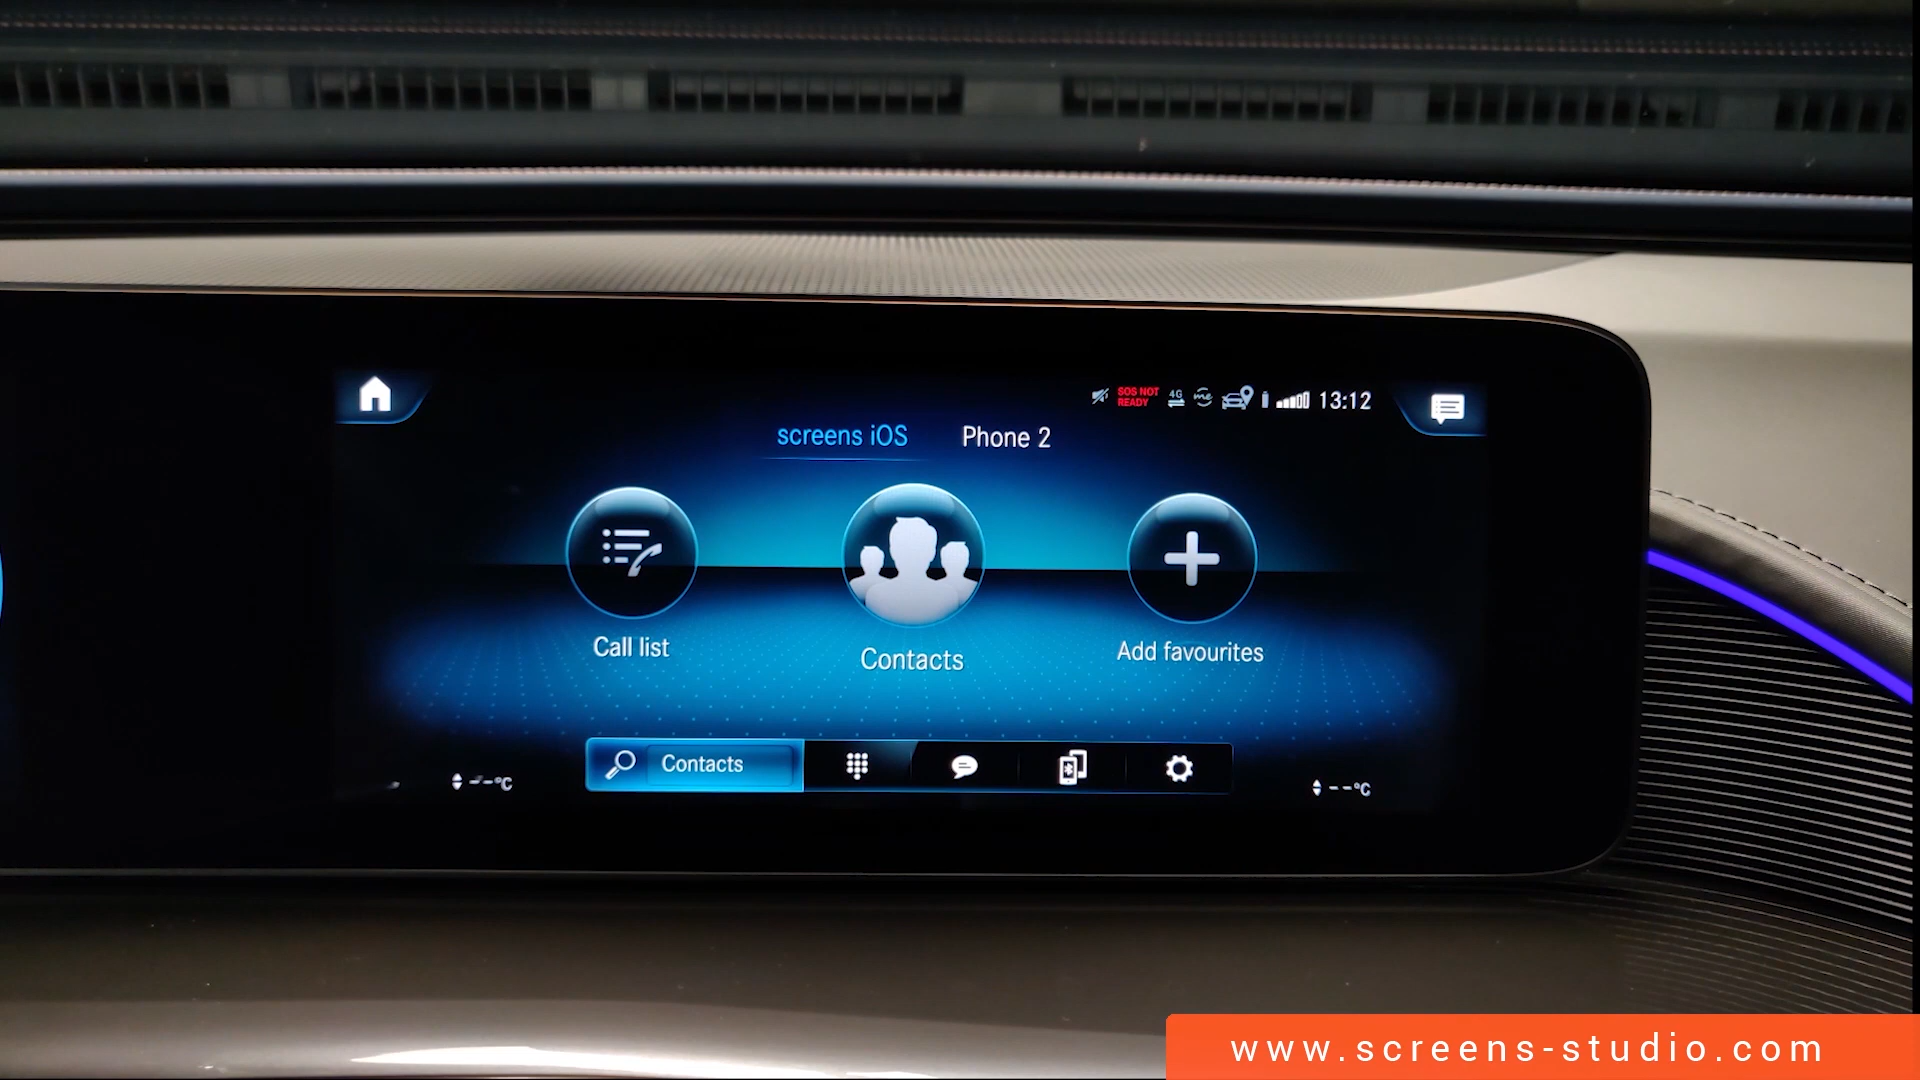 SOS NOT
READY
4G
me
13:12
screens iOS
Phone 2
Call list
Contacts
Add favourites
Contacts
--°C
--°C
www.screens-studio.com